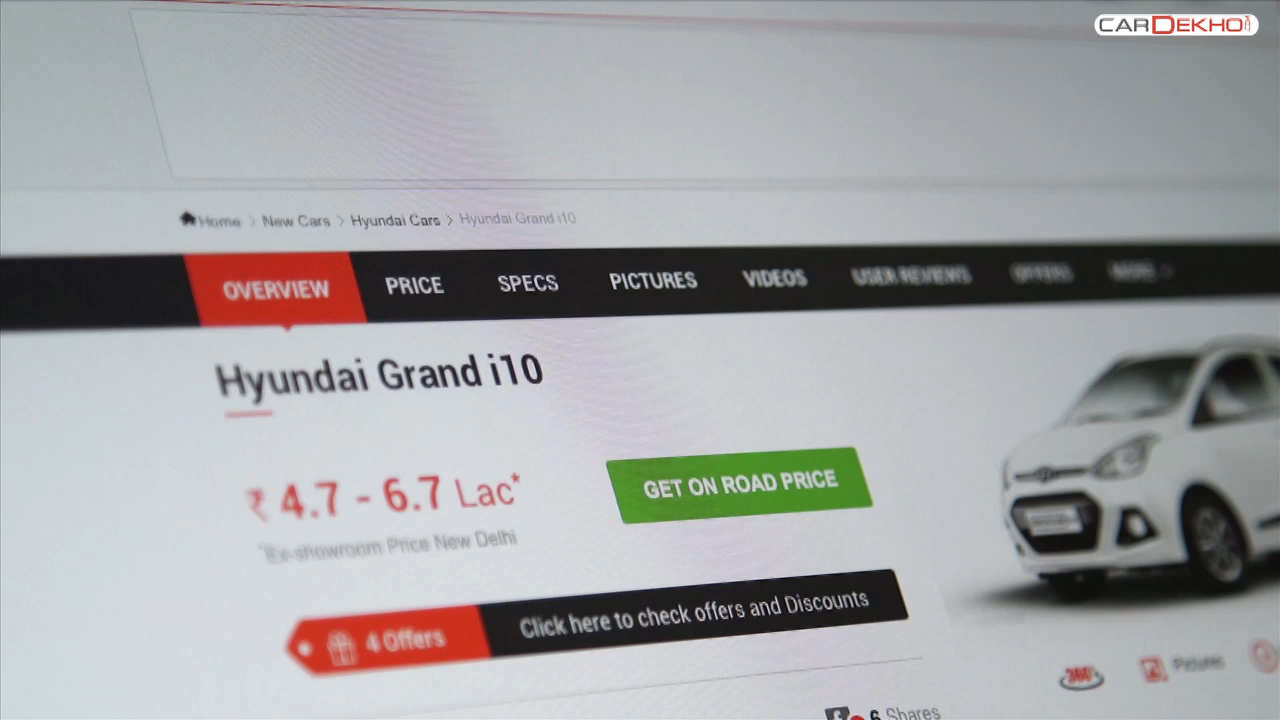 CARDEKHO
Home > New Cars > Hyundai Cars > Hyundai Grand i10
OVERVIEW PRICE SPECS PICTURES VIDEOS USER REVIEWS OFFERS MORE
Hyundai Grand i10
₹ 4.7 - 6.7 Lac*
GET ON ROAD PRICE
*Ex-showroom Price New Delhi
4 Offers Click here to check offers and Discounts
360° Pictures
6 Shares